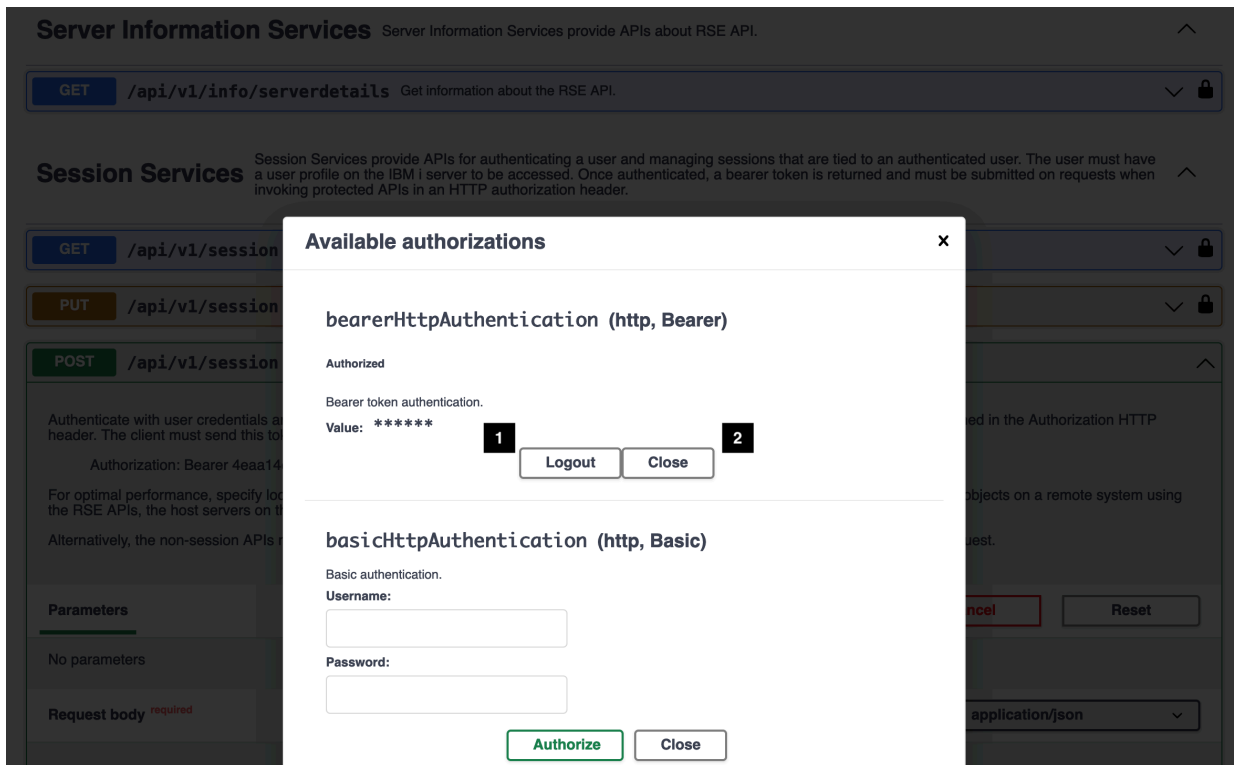 Server Information Services Server Information Services provide APIs about RSE API.
GET /api/v1/info/serverdetails Get information about the RSE API.
Session Services Session Services provide APIs for authenticating a user and managing sessions that are tied to an authenticated user. The user must have
a user profile on the IBM i server to be accessed. Once authenticated, a bearer token is returned and must be submitted on requests when
invoking protected APIs in an HTTP authorization header.
GET /api/v1/session
Available authorizations
PUT /api/v1/session
bearerHttpAuthentication (http, Bearer)
POST /api/v1/session
Authorized
Bearer token authentication.
Value: ******
1
2
Logout Close
Authenticate with user credentials
ed in the Authorization HTTP
header. The client must send this
Authorization: Bearer 4eaa14
For optimal performance, specify
objects on a remote system using
the RSE APIs, the host servers on
Alternatively, the non-session APIs
basicHttpAuthentication (http, Basic)
Basic authentication.
Username:
Parameters
ncel Reset
No parameters
Password:
Request body required
application/json
Authorize Close